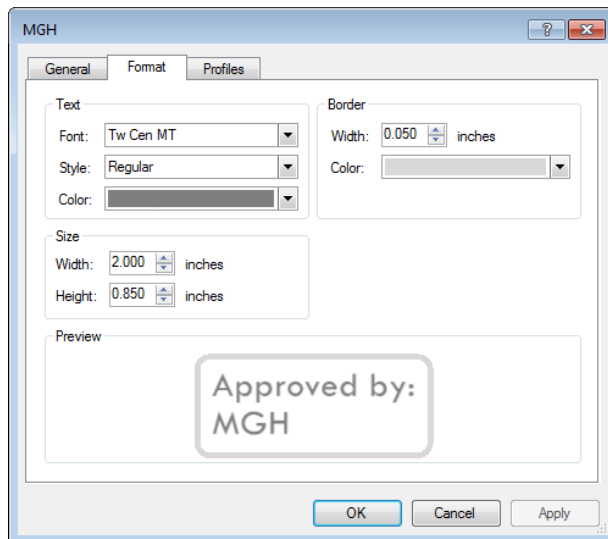 MGH
General Format Profiles
Text
Font: Tw Cen MT
Style: Regular
Color:
Border
Width: 0.050 inches
Color:
Size
Width: 2.000 inches
Height: 0.850 inches
Preview
Approved by:
MGH
OK Cancel Apply